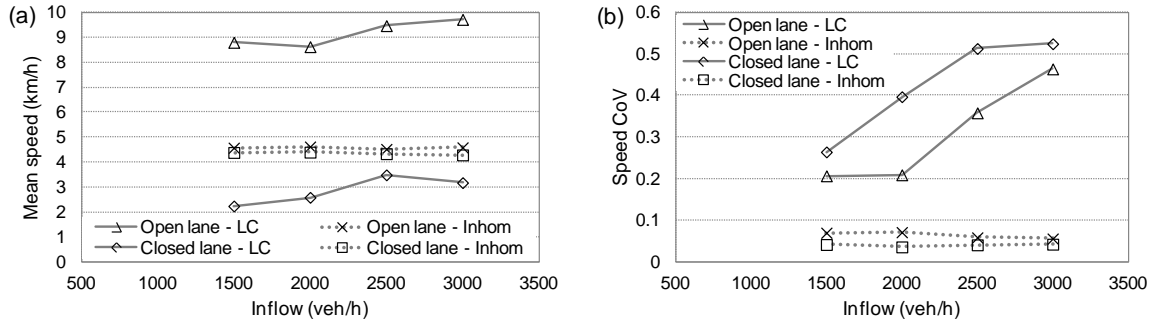 (a)
10
9
8
7
6
5
4
3
2
1
0
Mean speed (km/h)
Open lane - LC
Open lane - Inhom
Closed lane - LC
Closed lane - Inhom
500 1000 1500 2000 2500 3000 3500
Inflow (veh/h)
(b)
0.6
0.5
0.4
0.3
0.2
0.1
0
Speed CoV
Open lane - LC
Open lane - Inhom
Closed lane - LC
Closed lane - Inhom
500 1000 1500 2000 2500 3000 3500
Inflow (veh/h)